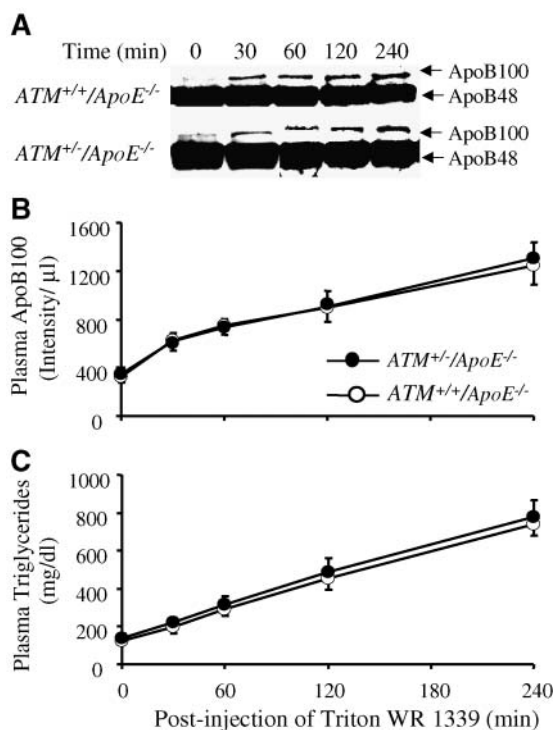 A
Time (min) 0 30 60 120 240
ATM+/+/ApoE-/-
ApoB100
ApoB48
ATM+/-/ApoE-/-
ApoB100
ApoB48
B
Plasma ApoB100
(Intensity/ µl)
1600
1200
800
400
0
ATM+/-/ApoE-/-
ATM+/+/ApoE-/-
C
Plasma Triglycerides
(mg/dl)
1000
800
600
400
200
0
0 60 120 180 240
Post-injection of Triton WR 1339 (min)